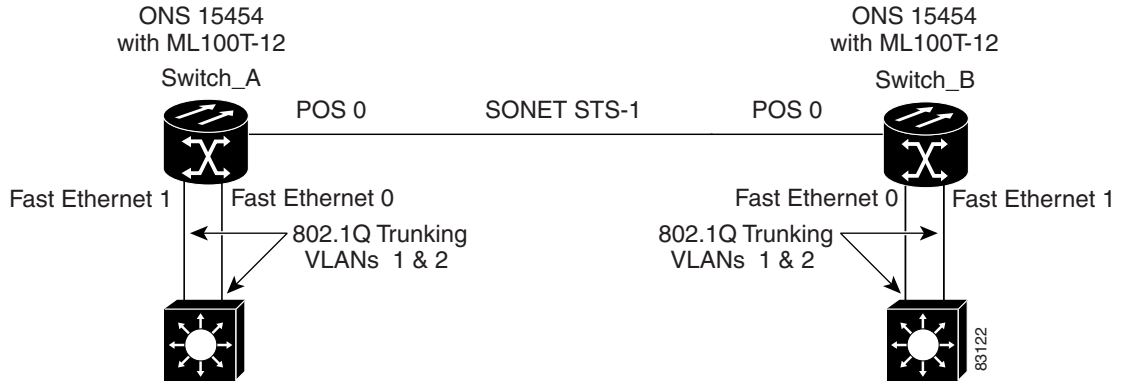 ONS 15454
with ML100T-12
Switch_A
ONS 15454
with ML100T-12
Switch_B
POS 0
SONET STS-1
POS 0
Fast Ethernet 1
Fast Ethernet 0
Fast Ethernet 0
Fast Ethernet 1
802.1Q Trunking
VLANs 1 & 2
802.1Q Trunking
VLANs 1 & 2
83122